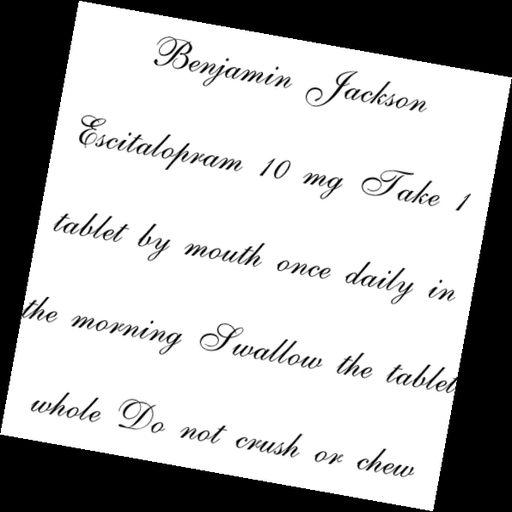 Benjamin Jackson
Escitalopram 10 mg Take 1
tablet by mouth once daily in
the morning Swallow the tablet
whole Do not crush or chew